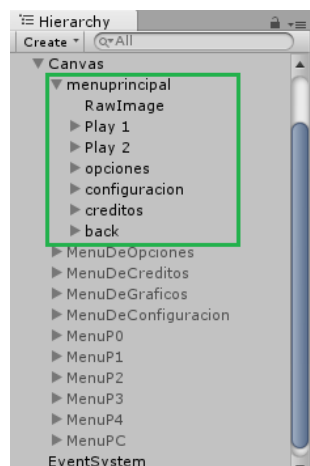 Hierarchy
Create All
Canvas
menuprincipal
RawImage
Play 1
Play 2
opciones
configuracion
creditos
back
MenuDeOpciones
MenuDeCreditos
MenuDeGraficos
MenuDeConfiguracion
MenuP0
MenuP1
MenuP2
MenuP3
MenuP4
MenuPC
EventSystem